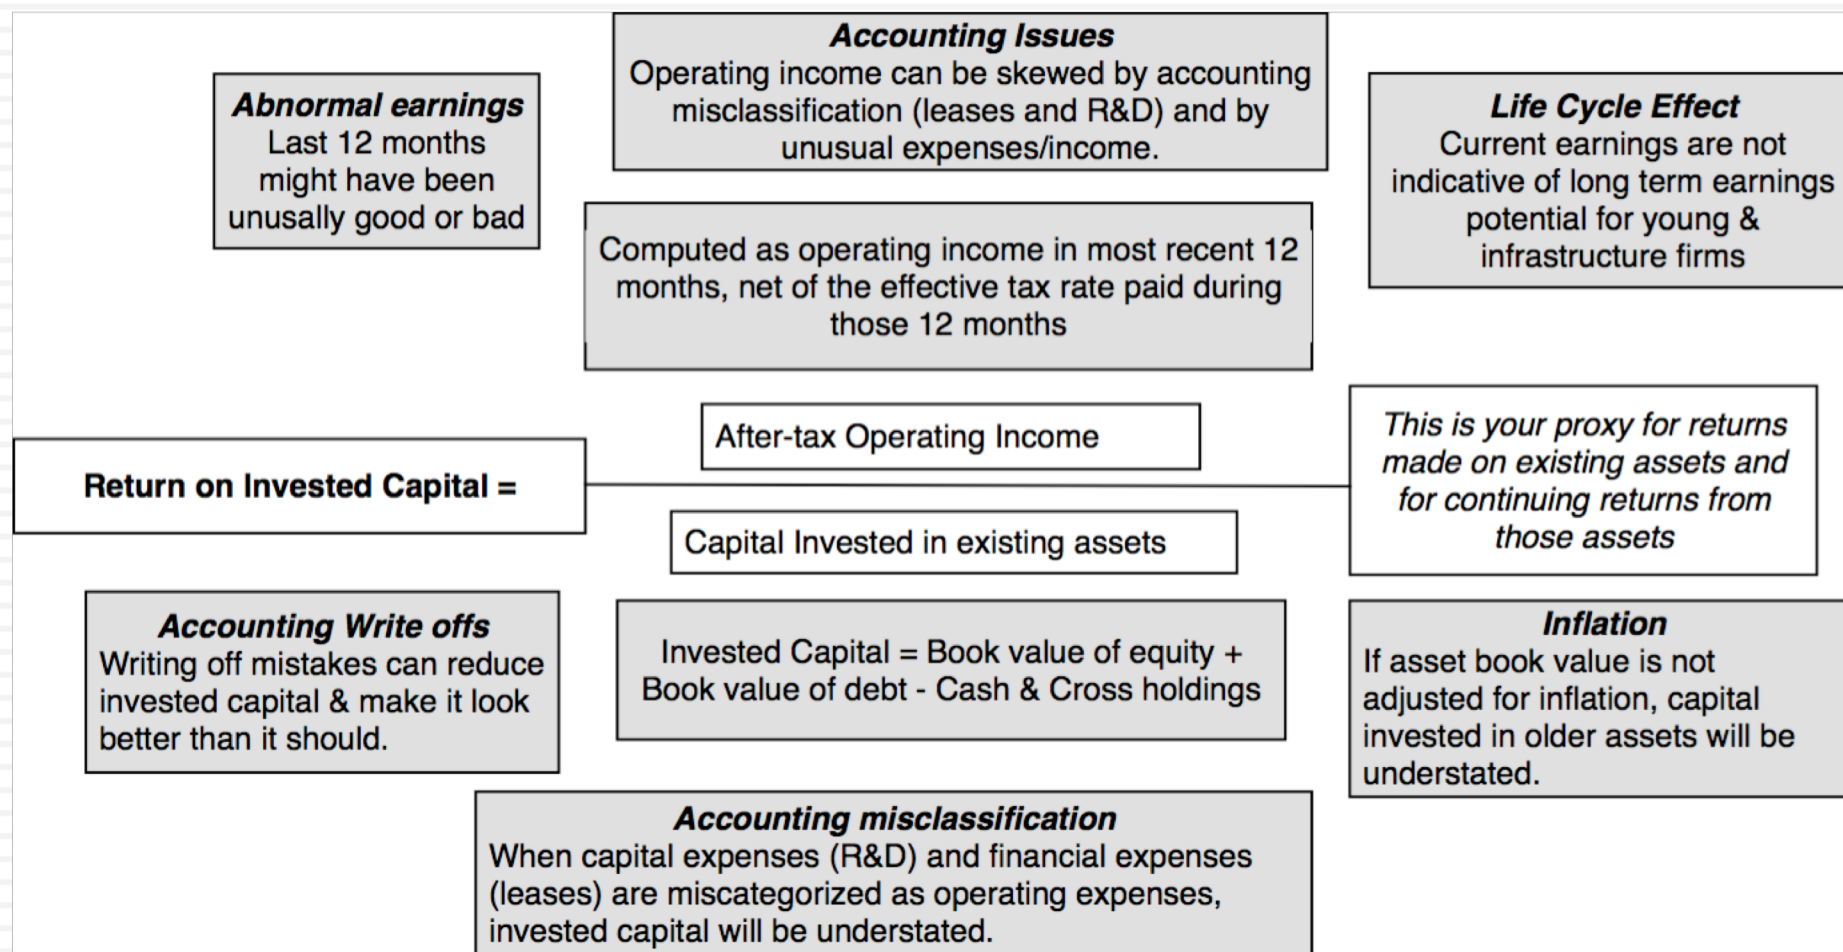 Accounting Issues
Operating income can be skewed by accounting
misclassification (leases and R&D) and by
unusual expenses/income.
Abnormal earnings
Last 12 months
might have been
unusally good or bad
Life Cycle Effect
Current earnings are not
indicative of long term earnings
potential for young &
infrastructure firms
Computed as operating income in most recent 12
months, net of the effective tax rate paid during
those 12 months
After-tax Operating Income
Return on Invested Capital =
Capital Invested in existing assets
This is your proxy for returns
made on existing assets and
for continuing returns from
those assets
Accounting Write offs
Writing off mistakes can reduce
invested capital & make it look
better than it should.
Invested Capital = Book value of equity +
Book value of debt - Cash & Cross holdings
Inflation
If asset book value is not
adjusted for inflation, capital
invested in older assets will be
understated.
Accounting misclassification
When capital expenses (R&D) and financial expenses
(leases) are miscategorized as operating expenses,
invested capital will be understated.